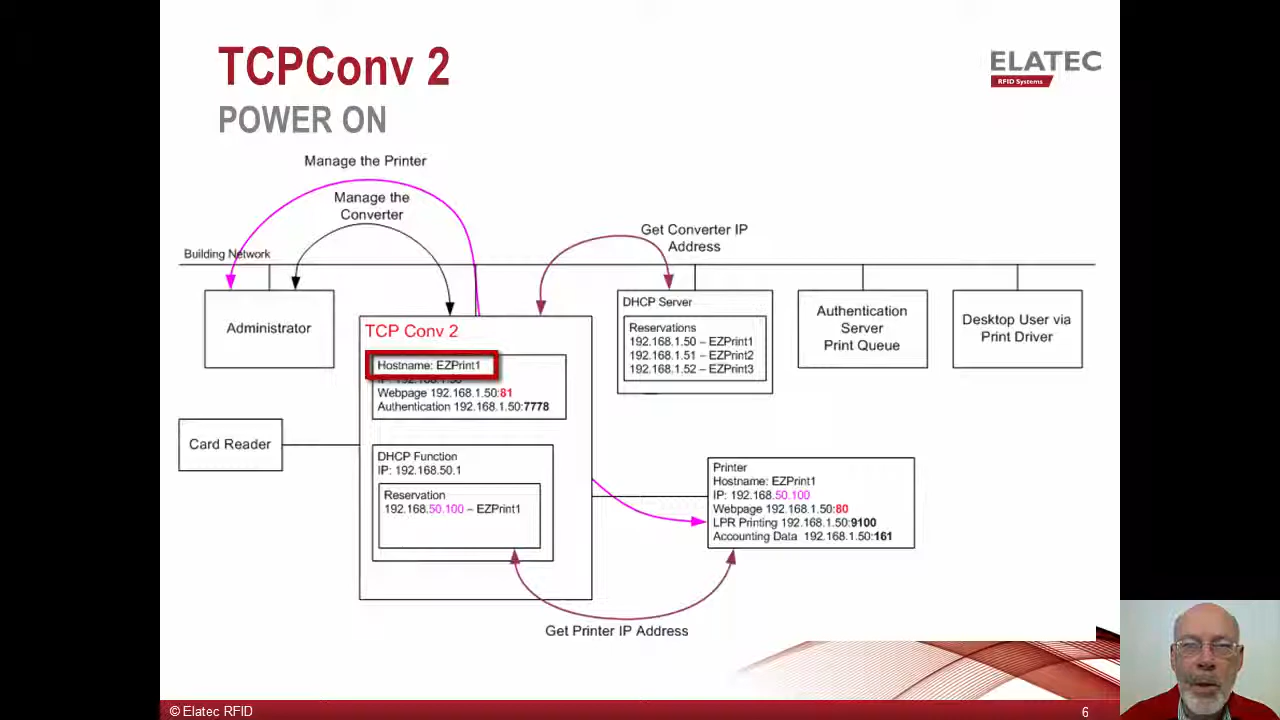 TCPConv 2
POWER ON
ELATEC
RFID Systems
Manage the Printer
Manage the
Converter
Get Converter IP
Address
Building Network
Administrator
TCP Conv 2
Hostname: EZPrint1
IP: 192.168.1.50
Webpage 192.168.1.50:81
Authentication 192.168.1.50:7778
DHCP Server
Reservations
192.168.1.50 – EZPrint1
192.168.1.51 – EZPrint2
192.168.1.52 – EZPrint3
Authentication
Server
Print Queue
Desktop User via
Print Driver
Card Reader
DHCP Function
IP: 192.168.50.1
Reservation
192.168.50.100 – EZPrint1
Printer
Hostname: EZPrint1
IP: 192.168.50.100
Webpage 192.168.1.50:80
LPR Printing 192.168.1.50:9100
Accounting Data 192.168.1.50:161
Get Printer IP Address
© Elatec RFID
6